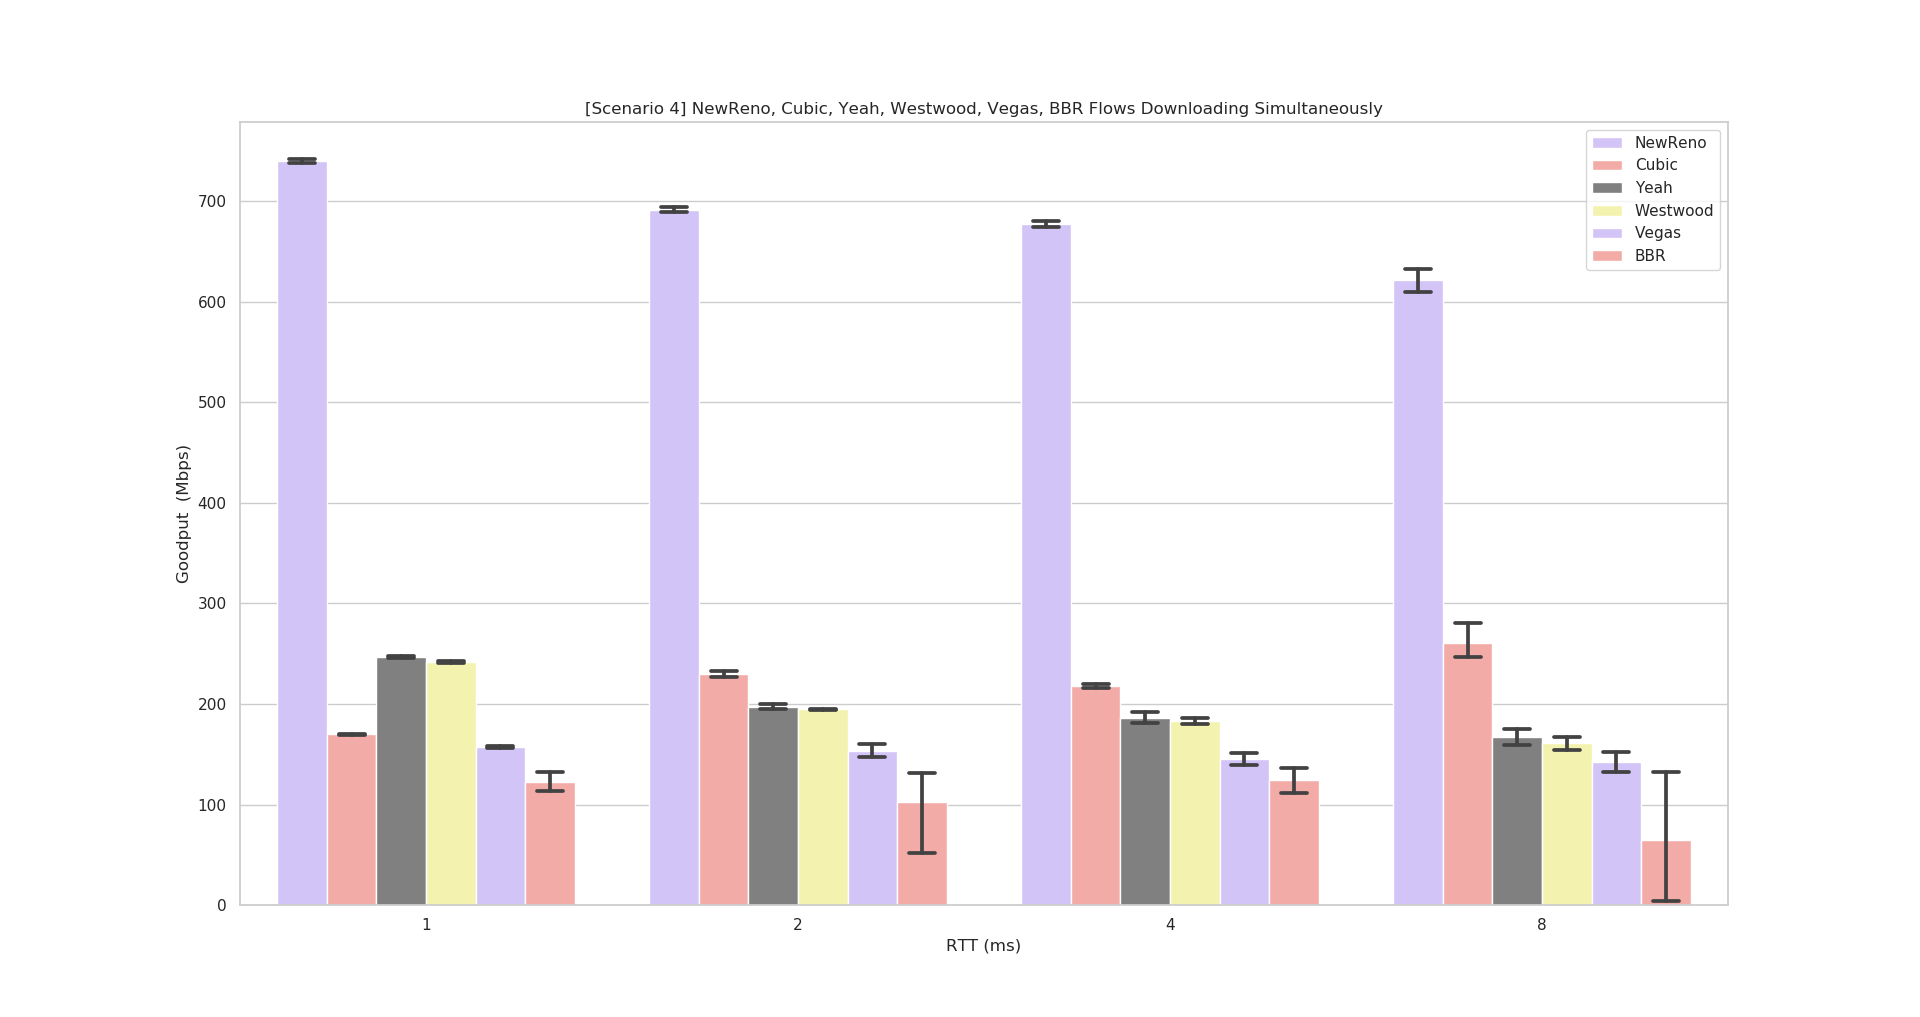 [Scenario 4] NewReno, Cubic, Yeah, Westwood, Vegas, BBR Flows Downloading Simultaneously
NewReno
Cubic
Yeah
Westwood
Vegas
BBR
Goodput (Mbps)
700
600
500
400
300
200
100
0
1 2 4 8
RTT (ms)